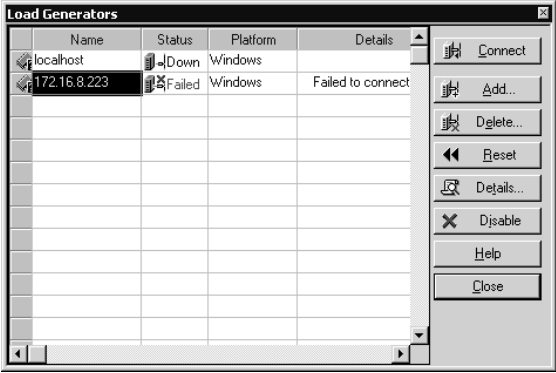 Load Generators
Name Status Platform Details
localhost Down Windows
172.16.8.223 Failed Windows Failed to connect
Connect
Add...
Delete...
Reset
Details...
Disable
Help
Close